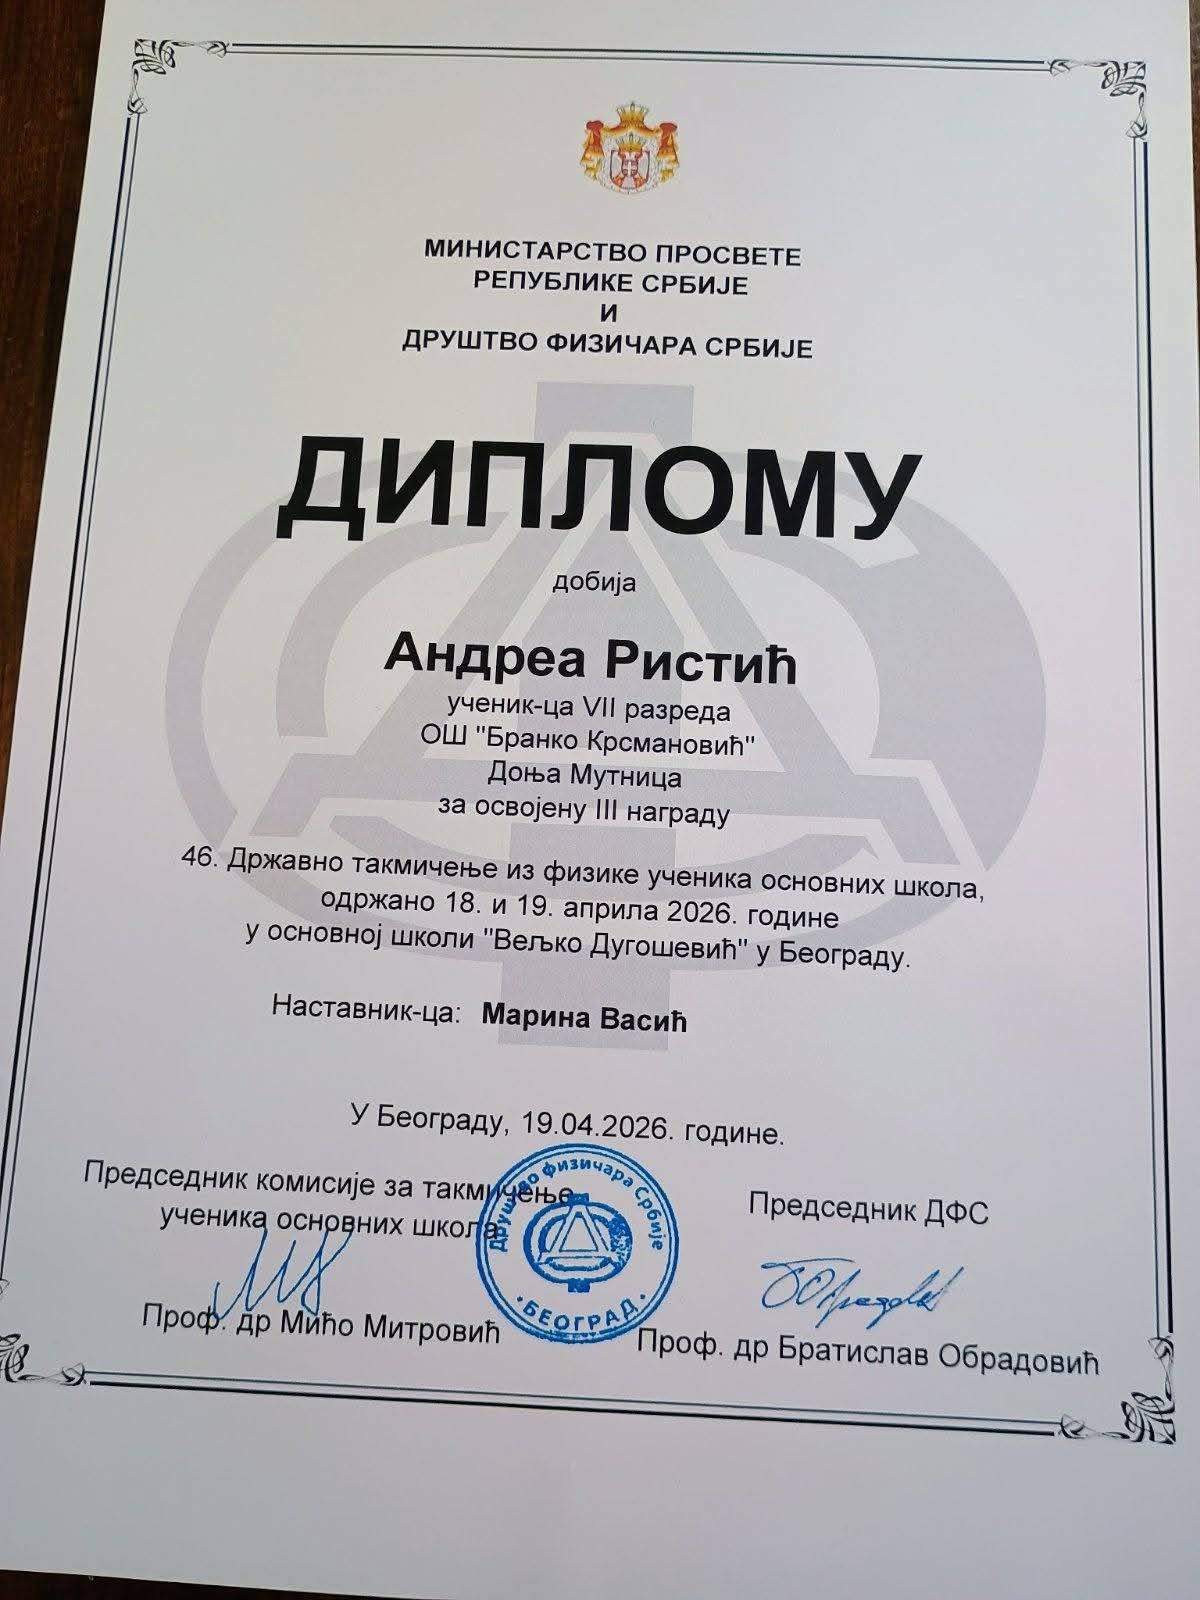 МИНИСТАРСТВО ПРОСВЕТЕ
РЕПУБЛИКЕ СРБИЈЕ
И
ДРУШТВО ФИЗИЧАРА СРБИЈЕ
ДИПЛОМУ
добија
Андреа Ристић
ученик-ца VII разреда
ОШ "Бранко Крсмановић"
Доња Мутница
за освојену III награду
46. Државно такмичење из физике ученика основних школа,
одржано 18. и 19. априла 2026. године
у основној школи "Вељко Дугошевић" у Београду.
Наставник-ца: Марина Васић
У Београду, 19.04.2026. године.
Председник комисије за такмичење
ученика основних школа
Проф. др Мићо Митровић
Друштво физичара Србије
· БЕОГРАД ·
Председник ДФС
Проф. др Братислав Обрадовић